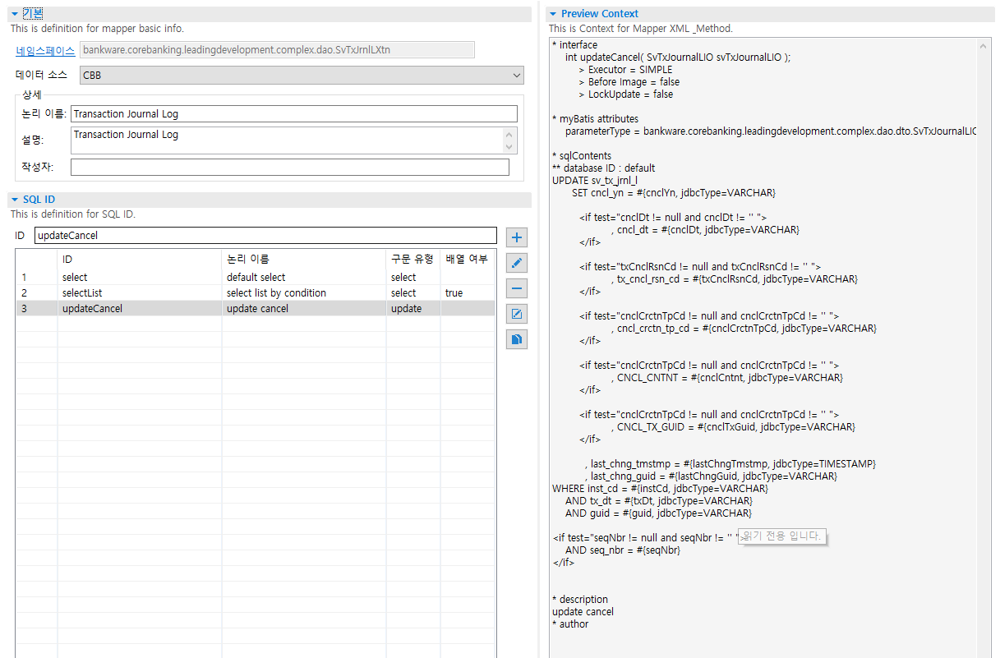 기본
This is definition for mapper basic info.
네임스페이스 bankware.corebanking.leadingdevelopment.complex.dao.SvTxJrnlLXtn
데이터 소스 CBB
상세
논리 이름: Transaction Journal Log
설명: Transaction Journal Log
작성자:
SQL ID
This is definition for SQL ID.
ID updateCancel
ID 논리 이름 구문 유형 배열 여부
1 select default select select
2 selectList select list by condition select true
3 updateCancel update cancel update
Preview Context
This is Context for Mapper XML _Method.
* interface
int updateCancel( SvTxJournalLIO svTxJournalLIO );
> Executor = SIMPLE
> Before Image = false
> LockUpdate = false
* myBatis attributes
parameterType = bankware.corebanking.leadingdevelopment.complex.dao.dto.SvTxJournalLIO
* sqlContents
** database ID : default
UPDATE sv_tx_jrnl_l
SET cncl_yn = #{cnclYn, jdbcType=VARCHAR}
<if test="cnclDt != null and cnclDt != '' ">
, cncl_dt = #{cnclDt, jdbcType=VARCHAR}
</if>
<if test="txCnclRsnCd != null and txCnclRsnCd != '' ">
, tx_cncl_rsn_cd = #{txCnclRsnCd, jdbcType=VARCHAR}
</if>
<if test="cnclCrctnTpCd != null and cnclCrctnTpCd != '' ">
, cncl_crctn_tp_cd = #{cnclCrctnTpCd, jdbcType=VARCHAR}
</if>
<if test="cnclCrctnTpCd != null and cnclCrctnTpCd != '' ">
, CNCL_CNTNT = #{cnclCntnt, jdbcType=VARCHAR}
</if>
<if test="cnclCrctnTpCd != null and cnclCrctnTpCd != '' ">
, CNCL_TX_GUID = #{cnclTxGuid, jdbcType=VARCHAR}
</if>
, last_chng_tmstmp = #{lastChngTmstmp, jdbcType=TIMESTAMP}
, last_chng_guid = #{lastChngGuid, jdbcType=VARCHAR}
WHERE inst_cd = #{instCd, jdbcType=VARCHAR}
AND tx_dt = #{txDt, jdbcType=VARCHAR}
AND guid = #{guid, jdbcType=VARCHAR}
<if test="seqNbr != null and seqNbr != '' ">
읽기 전용 입니다.
AND seq_nbr = #{seqNbr}
</if>
* description
update cancel
* author